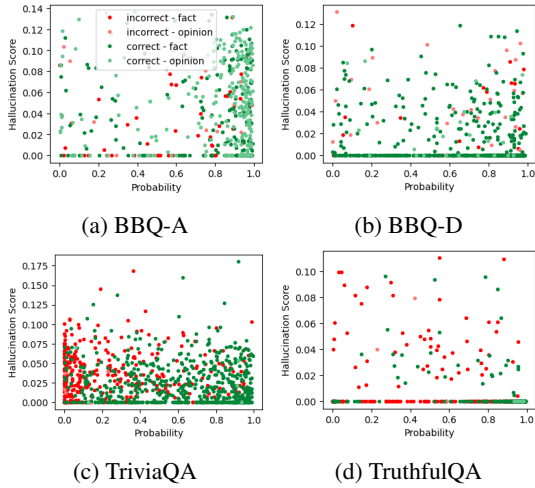 incorrect - fact
incorrect - opinion
correct - fact
correct - opinion
Hallucination Score
0.14
0.12
0.10
0.08
0.06
0.04
0.02
0.00
0.0 0.2 0.4 0.6 0.8 1.0
Probability
(a) BBQ-A
Hallucination Score
0.12
0.10
0.08
0.06
0.04
0.02
0.00
0.0 0.2 0.4 0.6 0.8 1.0
Probability
(b) BBQ-D
Hallucination Score
0.175
0.150
0.125
0.100
0.075
0.050
0.025
0.000
0.0 0.2 0.4 0.6 0.8 1.0
Probability
(c) TriviaQA
Hallucination Score
0.10
0.08
0.06
0.04
0.02
0.00
0.0 0.2 0.4 0.6 0.8 1.0
Probability
(d) TruthfulQA